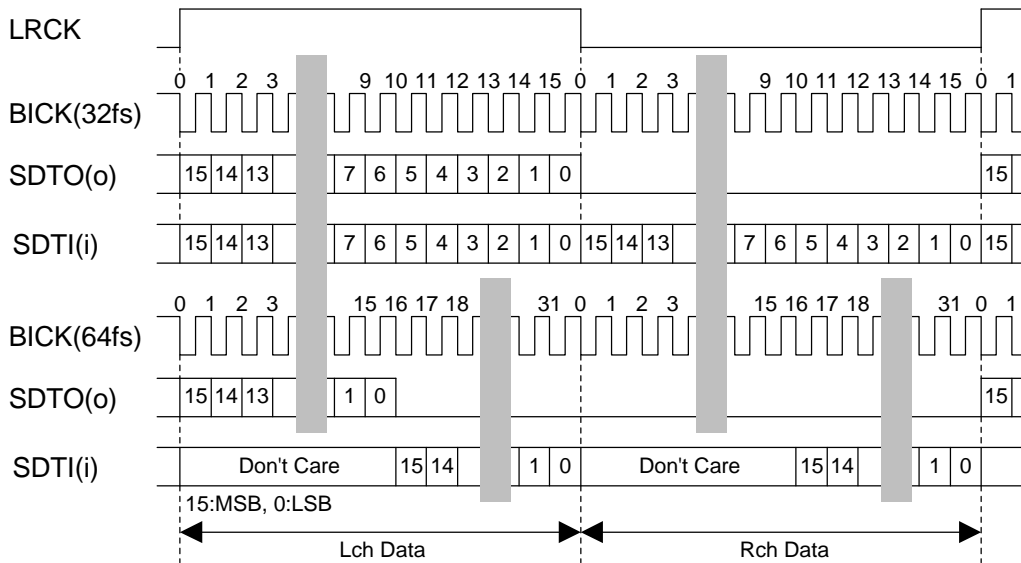 LRCK
0 1 2 3 9 10 11 12 13 14 15 0 1 2 3 9 10 11 12 13 14 15 0 1
BICK(32fs)
SDTO(o) 15 14 13 7 6 5 4 3 2 1 0 15
SDTI(i) 15 14 13 7 6 5 4 3 2 1 0 15 14 13 7 6 5 4 3 2 1 0 15
0 1 2 3 15 16 17 18 31 0 1 2 3 15 16 17 18 31 0 1
BICK(64fs)
SDTO(o) 15 14 13 1 0 15
SDTI(i) Don't Care 15 14 1 0 Don't Care 15 14 1 0
15:MSB, 0:LSB
Lch Data Rch Data